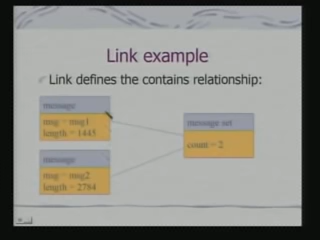 Link example
Link defines the contains relationship:
message
msg = msg1
length = 1445
message set
count = 2
message
msg = msg2
length = 2784